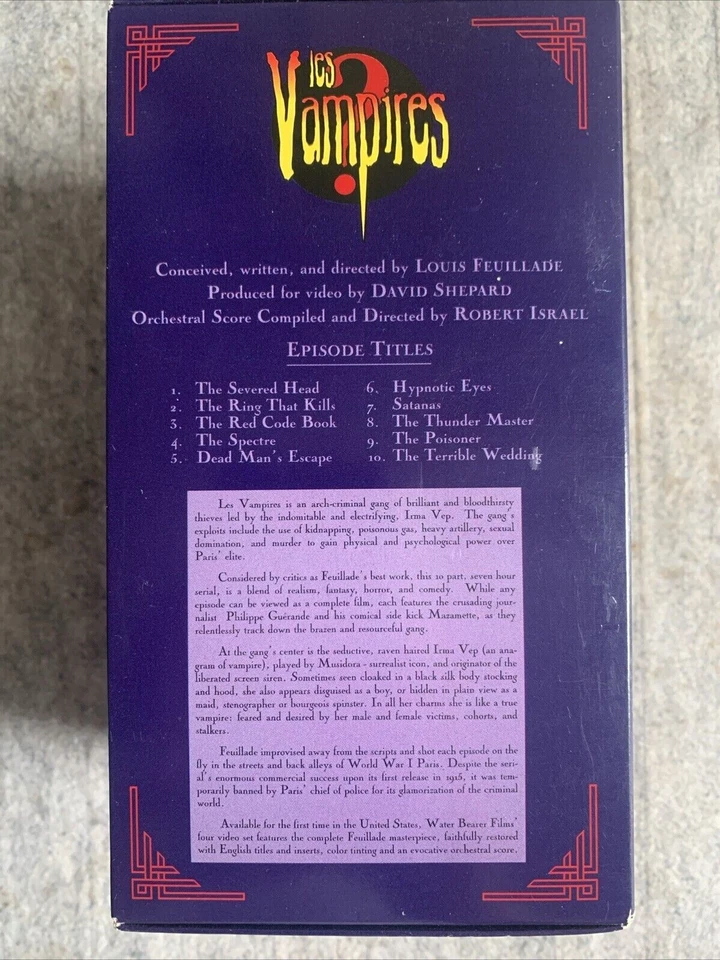 les
Vampires
?
Conceived, written, and directed by LOUIS FEUILLADE
Produced for video by DAVID SHEPARD
Orchestral Score Compiled and Directed by ROBERT ISRAEL
EPISODE TITLES
1. The Severed Head
2. The Ring That Kills
3. The Red Code Book
4. The Spectre
5. Dead Man's Escape
6. Hypnotic Eyes
7. Satanas
8. The Thunder Master
9. The Poisoner
10. The Terrible Wedding
Les Vampires is an arch-criminal gang of brilliant and bloodthirsty
thieves led by the indomitable and electrifying, Irma Vep. The gang's
exploits include the use of kidnapping, poisonous gas, heavy artillery, sexual
domination, and murder to gain physical and psychological power over
Paris' elite.
Considered by critics as Feuillade's best work, this 10 part, seven hour
serial, is a blend of realism, fantasy, horror, and comedy. While any
episode can be viewed as a complete film, each features the crusading jour-
nalist Philippe Guérande and his comical side kick Mazamette, as they
relentlessly track down the brazen and resourceful gang.
At the gang's center is the seductive, raven haired Irma Vep (an ana-
gram of vampire), played by Musidora - surrealist icon, and originator of the
liberated screen siren. Sometimes seen cloaked in a black silk body stocking
and hood, she also appears disguised as a boy, or hidden in plain view as a
maid, stenographer or bourgeois spinster. In all her charms she is like a true
vampire: feared and desired by her male and female victims, cohorts, and
stalkers.
Feuillade improvised away from the scripts and shot each episode on the
fly in the streets and back alleys of World War I Paris. Despite the seri-
al's enormous commercial success upon its first release in 1915, it was tem-
porarily banned by Paris' chief of police for its glamorization of the criminal
world.
Available for the first time in the United States, Water Bearer Films'
four video set features the complete Feuillade masterpiece, faithfully restored
with English titles and inserts, color tinting and an evocative orchestral score.